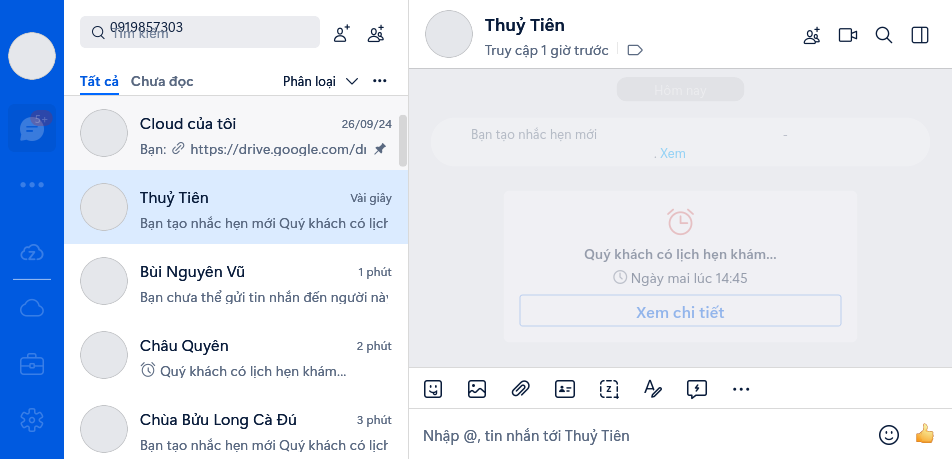 0919857303
Tìm kiếm
Tất cả Chưa đọc Phân loại
5+
Cloud của tôi 26/09/24
Bạn: https://drive.google.com/dr
Thuỷ Tiên Vài giây
Bạn tạo nhắc hẹn mới Quý khách có lịch
Bùi Nguyên Vũ 1 phút
Bạn chưa thể gửi tin nhắn đến người này
Châu Quyên 2 phút
Quý khách có lịch hẹn khám...
Chùa Bửu Long Cà Đú 3 phút
Bạn tạo nhắc hẹn mới Quý khách có lịch
Thuỷ Tiên
Truy cập 1 giờ trước
Hôm nay
Bạn tạo nhắc hẹn mới -
. Xem
Quý khách có lịch hẹn khám...
Ngày mai lúc 14:45
Xem chi tiết
Nhập @, tin nhắn tới Thuỷ Tiên